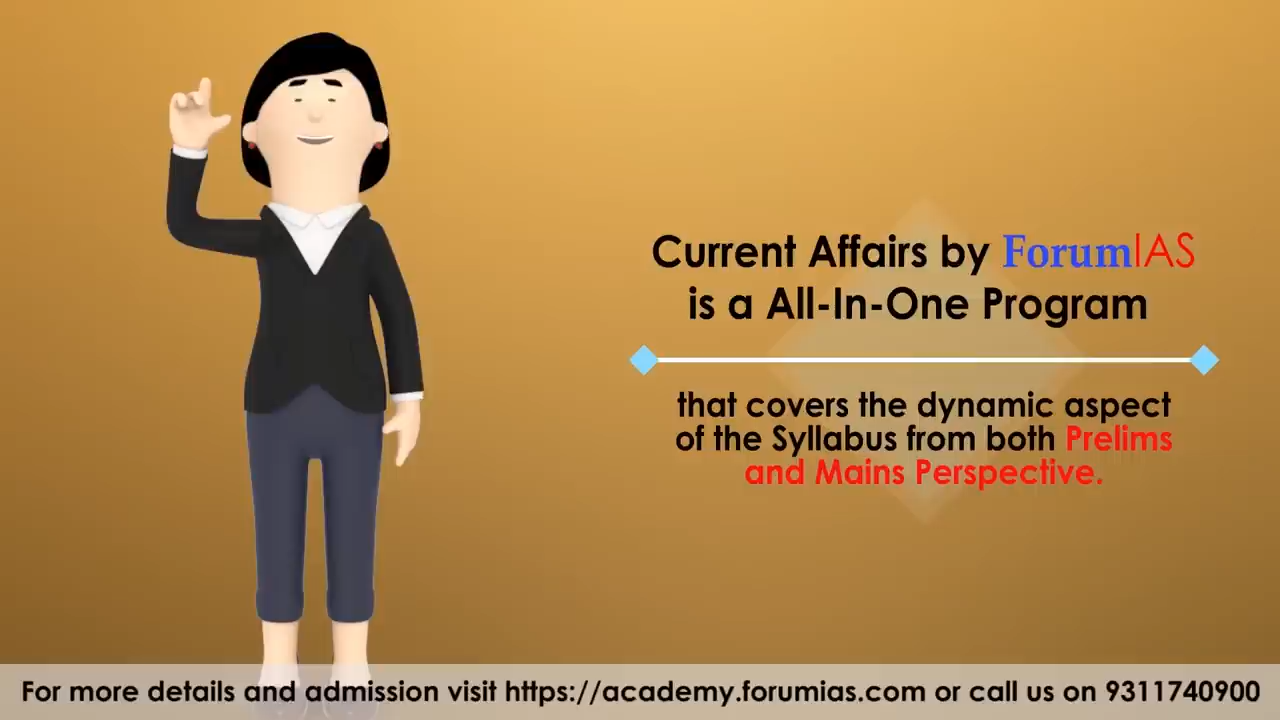 Current Affairs by ForumIAS
is a All-In-One Program
that covers the dynamic aspect
of the Syllabus from both Prelims
and Mains Perspective.
For more details and admission visit https://academy.forumias.com or call us on 9311740900